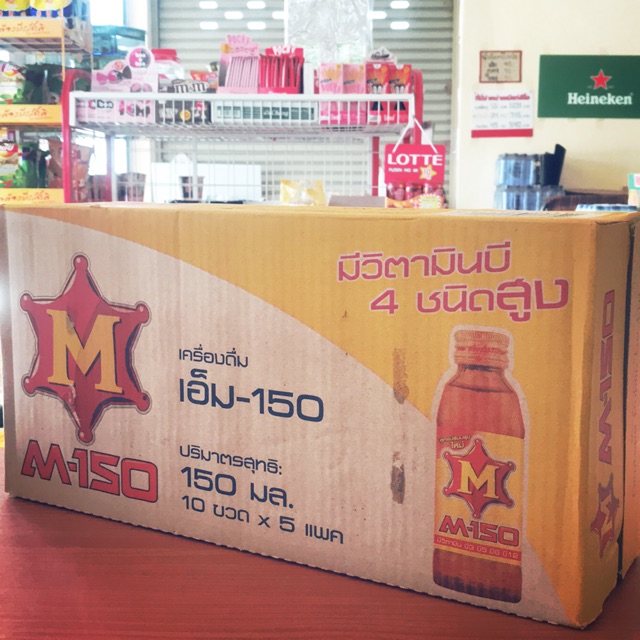 Heineken
LOTTE
มีวิตามินบี
4 ชนิดสูง
M
เครื่องดื่ม
เอ็ม-150
M-150
ปริมาตรสุทธิ:
150 มล.
10 ขวด x 5 แพค
M
M-150
M-150